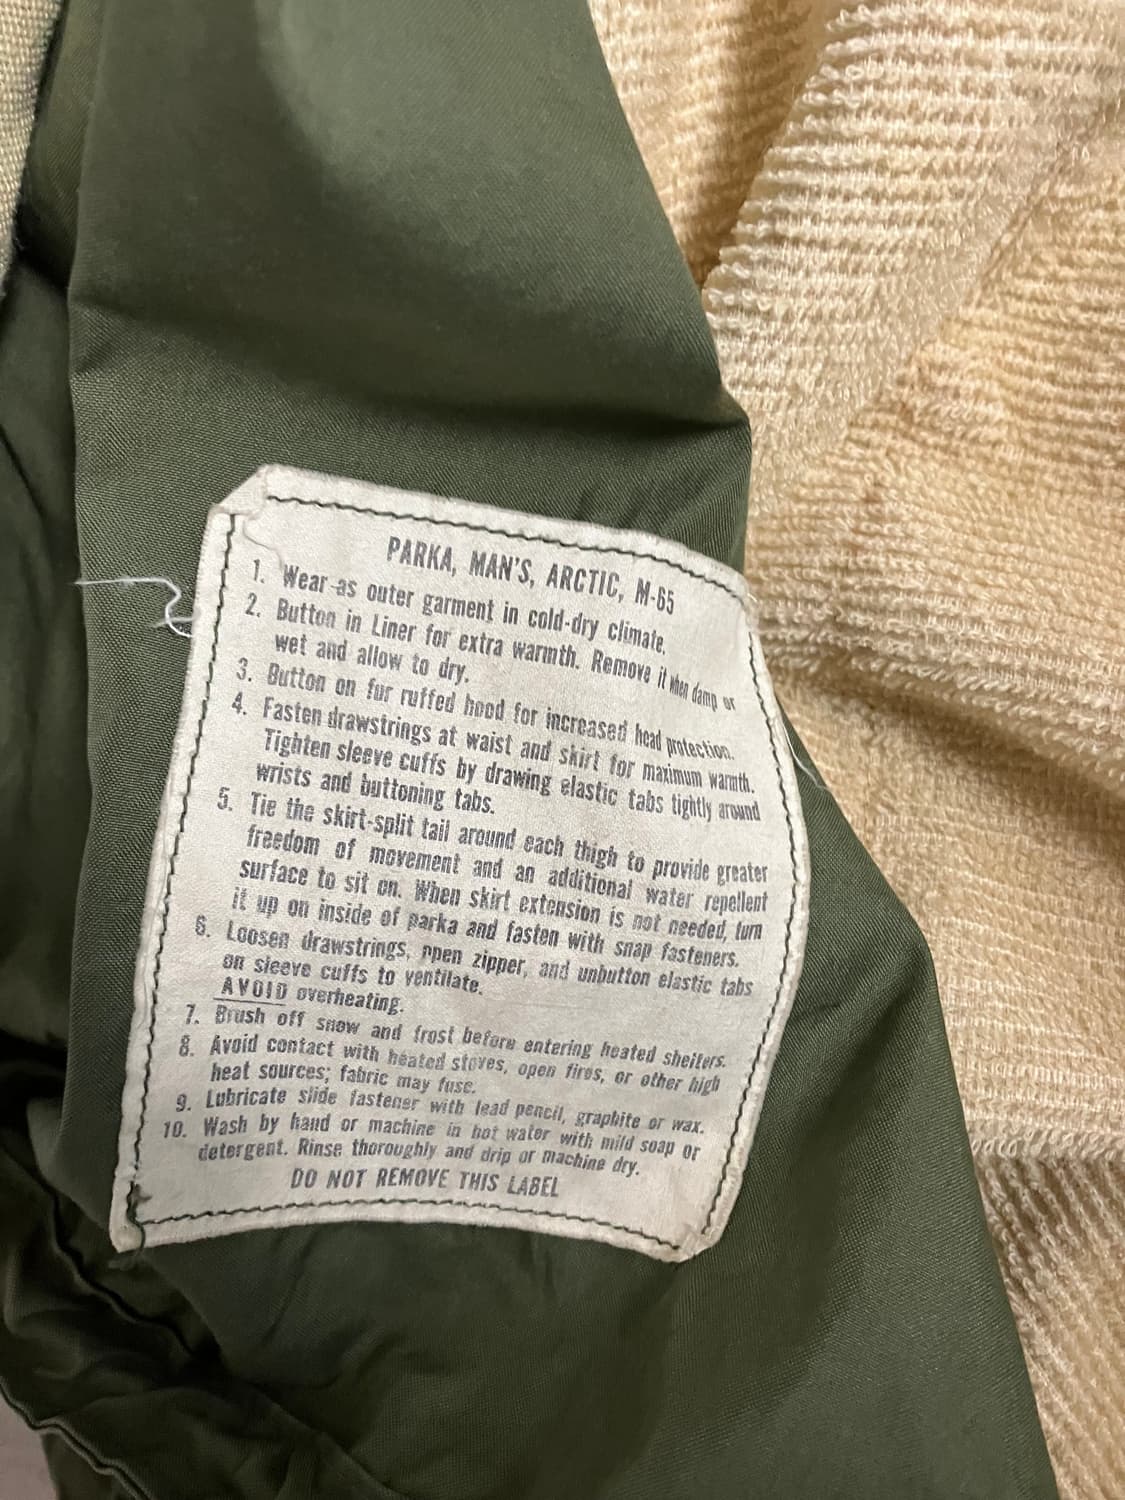 PARKA, MAN'S, ARCTIC, M-65
1. Wear as outer garment in cold-dry climate.
2. Button in Liner for extra warmth. Remove it when damp or
wet and allow to dry.
3. Button on fur ruffed hood for increased head protection.
4. Fasten drawstrings at waist and skirt for maximum warmth.
Tighten sleeve cuffs by drawing elastic tabs tightly around
wrists and buttoning tabs.
5. Tie the skirt-split tail around each thigh to provide greater
freedom of movement and an additional water repellent
surface to sit on. When skirt extension is not needed, turn
it up on inside of parka and fasten with snap fasteners.
6. Loosen drawstrings, open zipper, and unbutton elastic tabs
on sleeve cuffs to ventilate.
AVOID overheating.
7. Brush off snow and frost before entering heated shelters.
8. Avoid contact with heated stoves, open fires, or other high
heat sources; fabric may fuse.
9. Lubricate slide fastener with lead pencil, graphite or wax.
10. Wash by hand or machine in hot water with mild soap or
detergent. Rinse thoroughly and drip or machine dry.
DO NOT REMOVE THIS LABEL